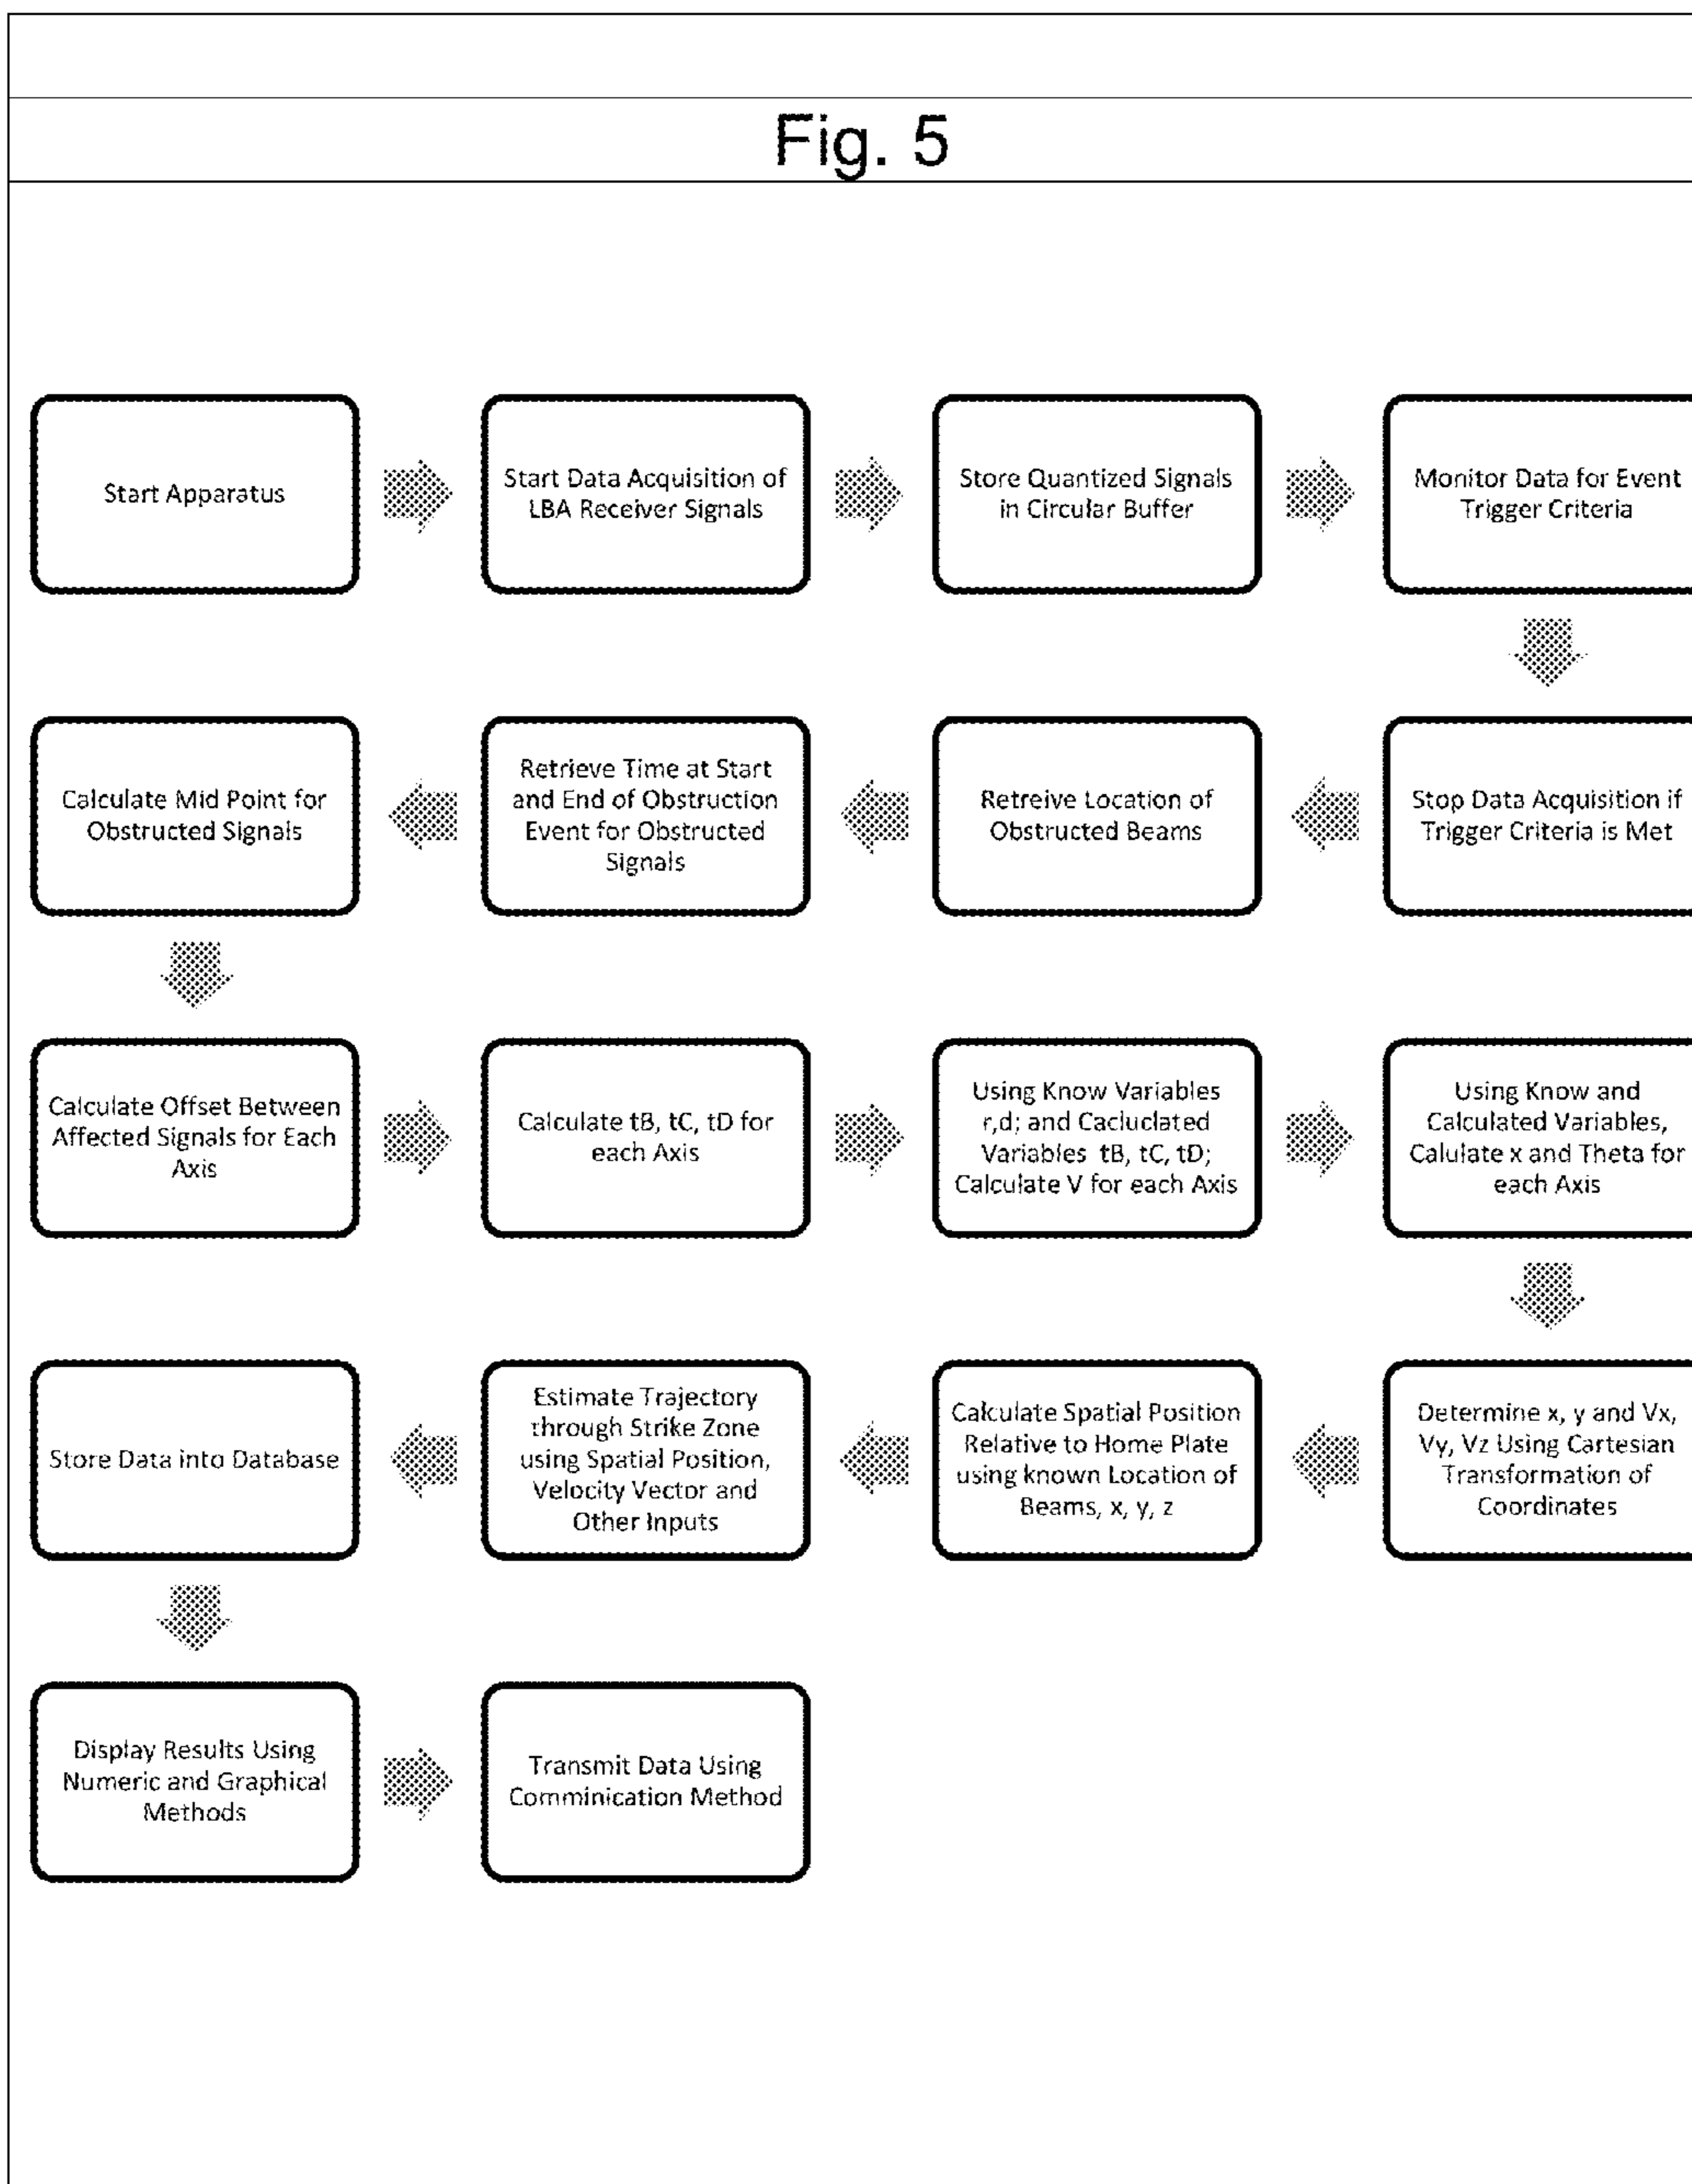 Fig. 5
Start Apparatus
Start Data Acquisition of
LBA Receiver Signals
Store Quantized Signals
in Circular Buffer
Monitor Data for Event
Trigger Criteria
Stop Data Acquisition if
Trigger Criteria is Met
Retreive Location of
Obstructed Beams
Retrieve Time at Start
and End of Obstruction
Event for Obstructed
Signals
Calculate Mid Point for
Obstructed Signals
Calculate Offset Between
Affected Signals for Each
Axis
Calculate tB, tC, tD for
each Axis
Using Know Variables
r,d; and Cacluclated
Variables tB, tC, tD;
Calculate V for each Axis
Using Know and
Calculated Variables,
Calulate x and Theta for
each Axis
Determine x, y and Vx,
Vy, Vz Using Cartesian
Transformation of
Coordinates
Calculate Spatial Position
Relative to Home Plate
using known Location of
Beams, x, y, z
Estimate Trajectory
through Strike Zone
using Spatial Position,
Velocity Vector and
Other Inputs
Store Data into Database
Display Results Using
Numeric and Graphical
Methods
Transmit Data Using
Comminication Method